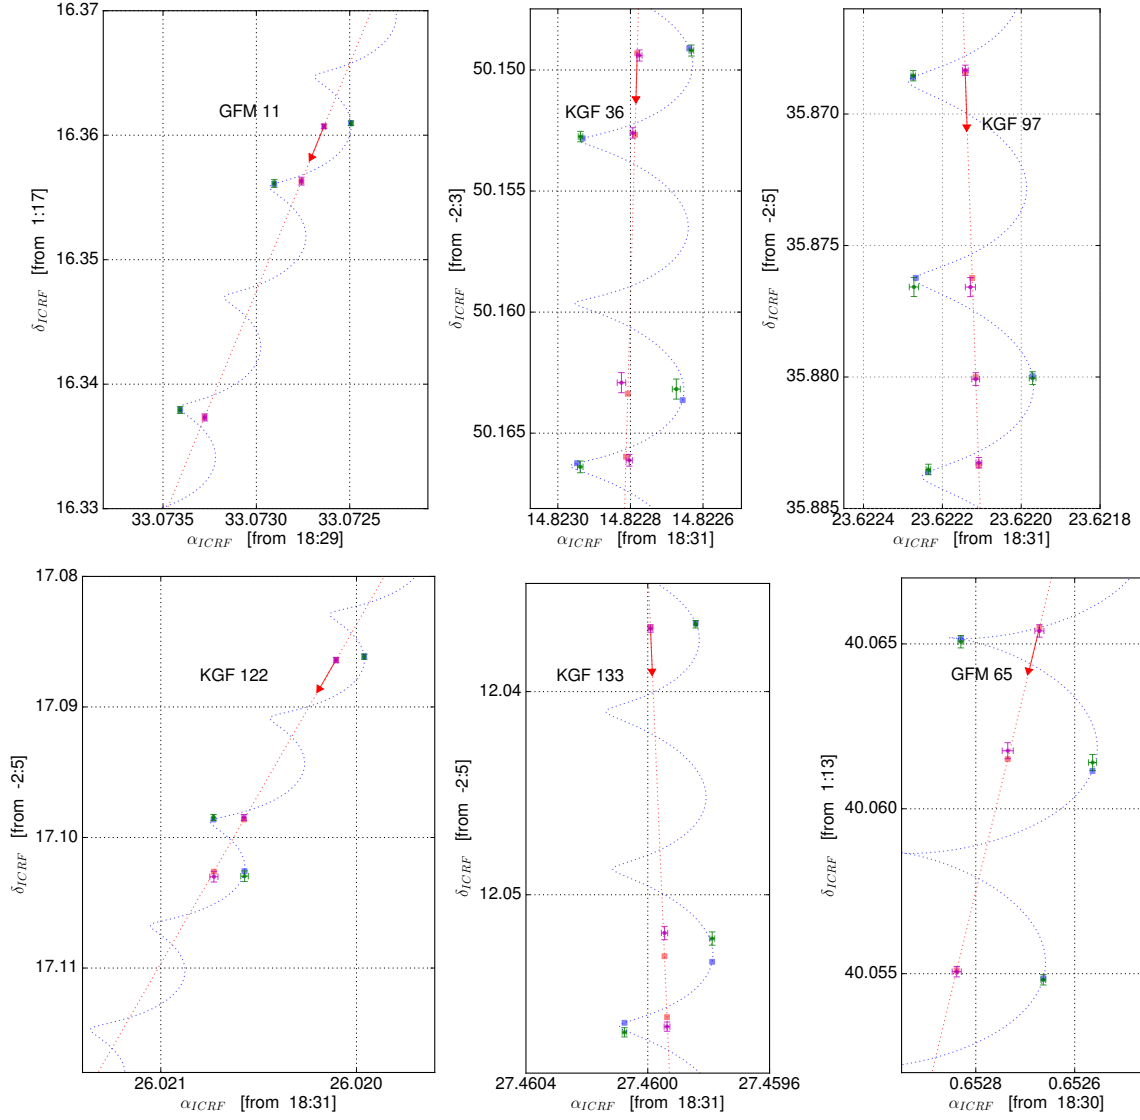 16.37
16.36
16.35
16.34
16.33
δICRF [from 1:17]
GFM 11
33.0735 33.0730 33.0725
αICRF [from 18:29]
50.150
50.155
50.160
50.165
δICRF [from -2:3]
KGF 36
14.8230 14.8228 14.8226
αICRF [from 18:31]
35.870
35.875
35.880
35.885
δICRF [from -2:5]
KGF 97
23.6224 23.6222 23.6220 23.6218
αICRF [from 18:31]
17.08
17.09
17.10
17.11
δICRF [from -2:5]
KGF 122
26.021 26.020
αICRF [from 18:31]
12.04
12.05
δICRF [from -2:5]
KGF 133
27.4604 27.4600 27.4596
αICRF [from 18:31]
40.065
40.060
40.055
δICRF [from 1:13]
GFM 65
0.6528 0.6526
αICRF [from 18:30]